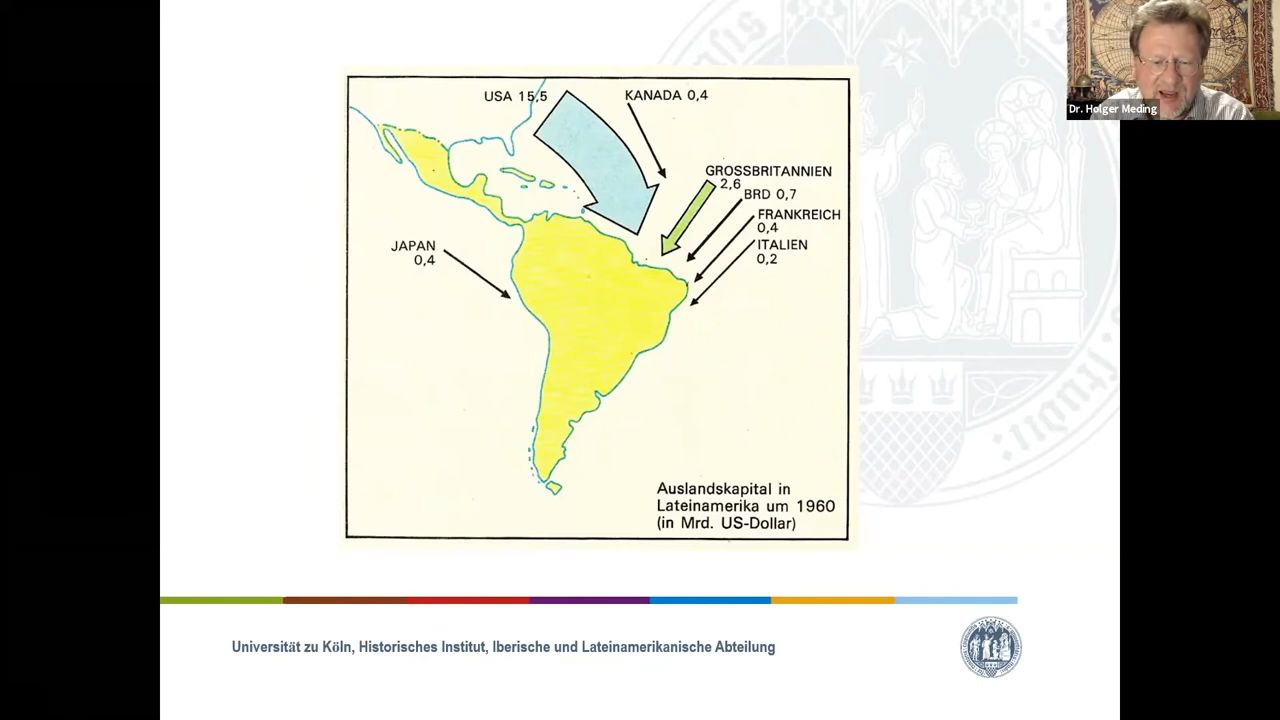 Dr. Holger Meding
USA 15,5
KANADA 0,4
GROSSBRITANNIEN
2,6
BRD 0,7
FRANKREICH
0,4
ITALIEN
0,2
JAPAN
0,4
Auslandskapital in
Lateinamerika um 1960
(in Mrd. US-Dollar)
Universität zu Köln, Historisches Institut, Iberische und Lateinamerikanische Abteilung